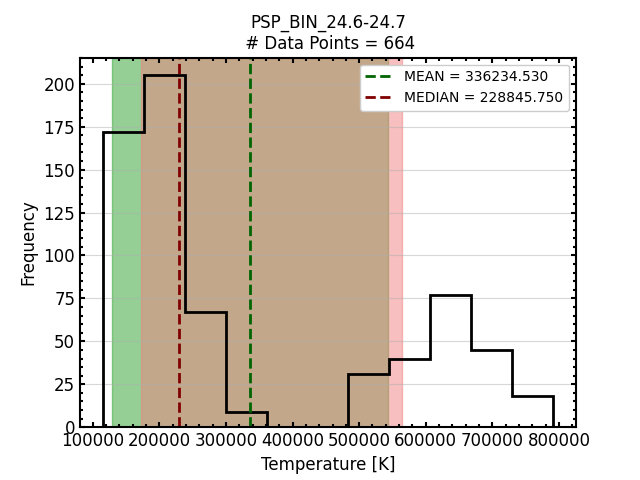 PSP_BIN_24.6-24.7
# Data Points = 664
MEAN = 336234.530
MEDIAN = 228845.750
Frequency
200
175
150
125
100
75
50
25
0
100000 200000 300000 400000 500000 600000 700000 800000
Temperature [K]